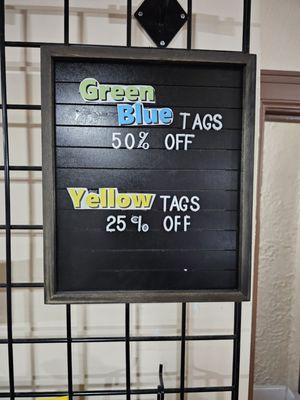 Green
Blue TAGS
50% OFF
Yellow TAGS
25% OFF